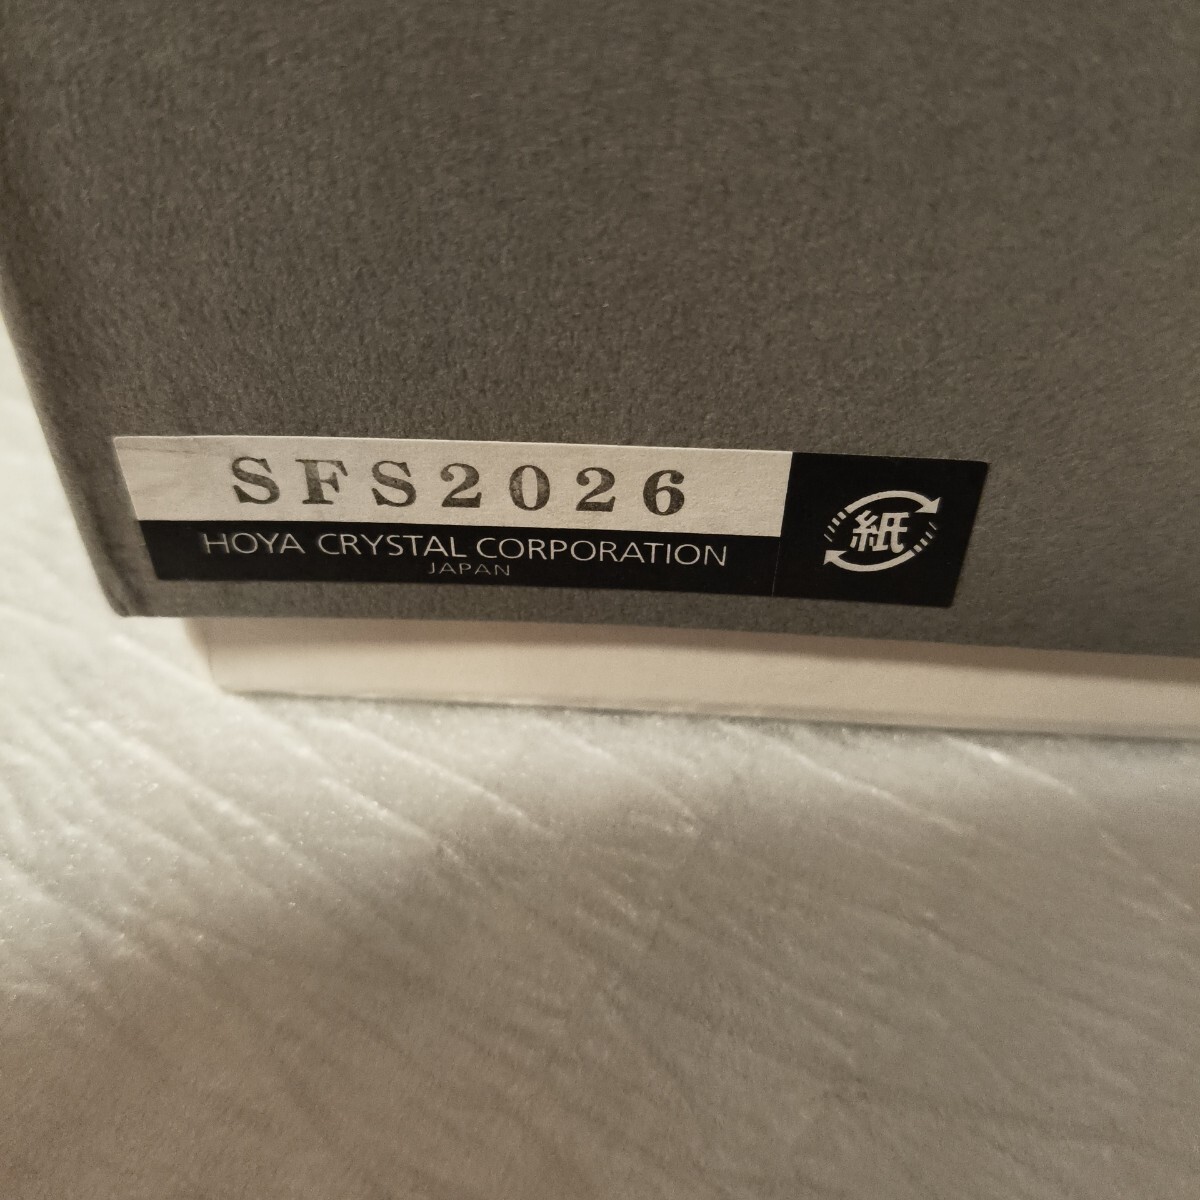 SFS2026
HOYA CRYSTAL CORPORATION
JAPAN
紙